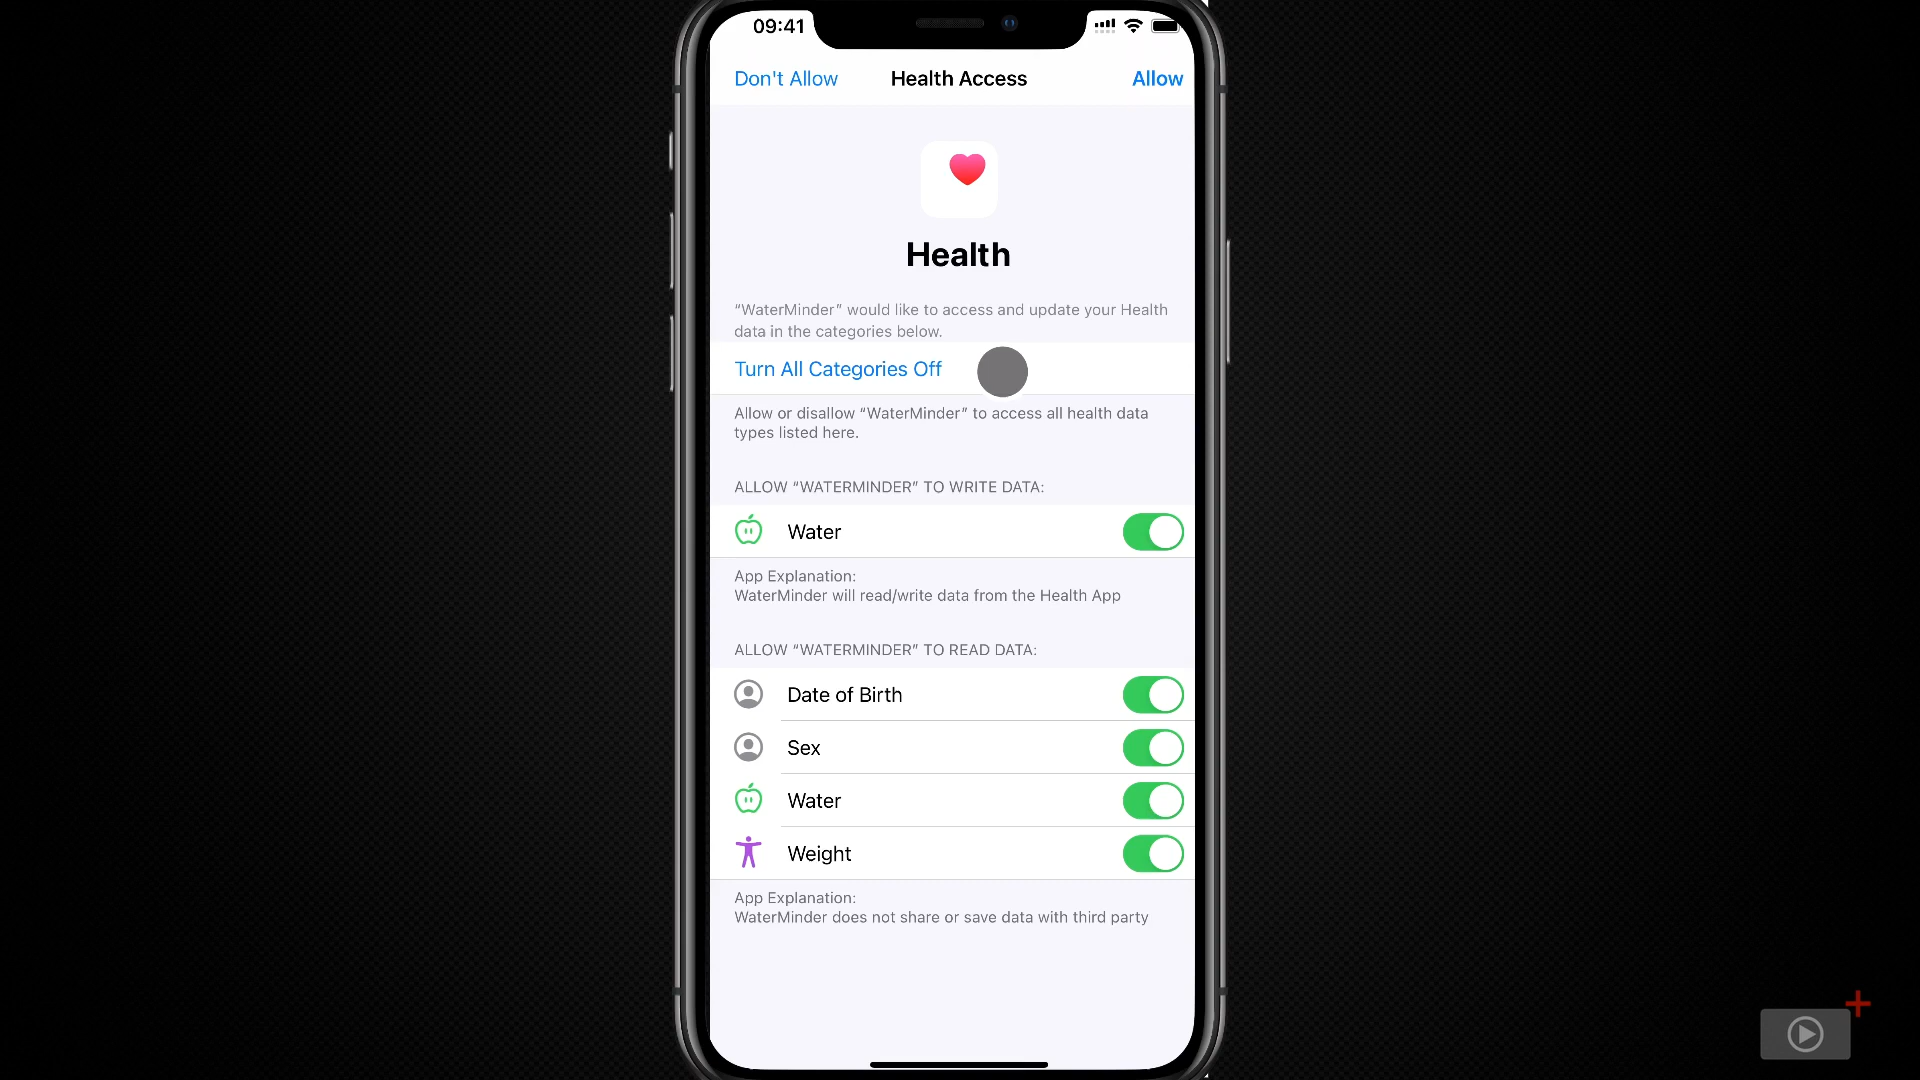 09:41
Don't Allow
Health Access
Allow
Health
“WaterMinder” would like to access and update your Health
data in the categories below.
Turn All Categories Off
Allow or disallow “WaterMinder” to access all health data
types listed here.
ALLOW “WATERMINDER” TO WRITE DATA:
Water
App Explanation:
WaterMinder will read/write data from the Health App
ALLOW “WATERMINDER” TO READ DATA:
Date of Birth
Sex
Water
Weight
App Explanation:
WaterMinder does not share or save data with third party